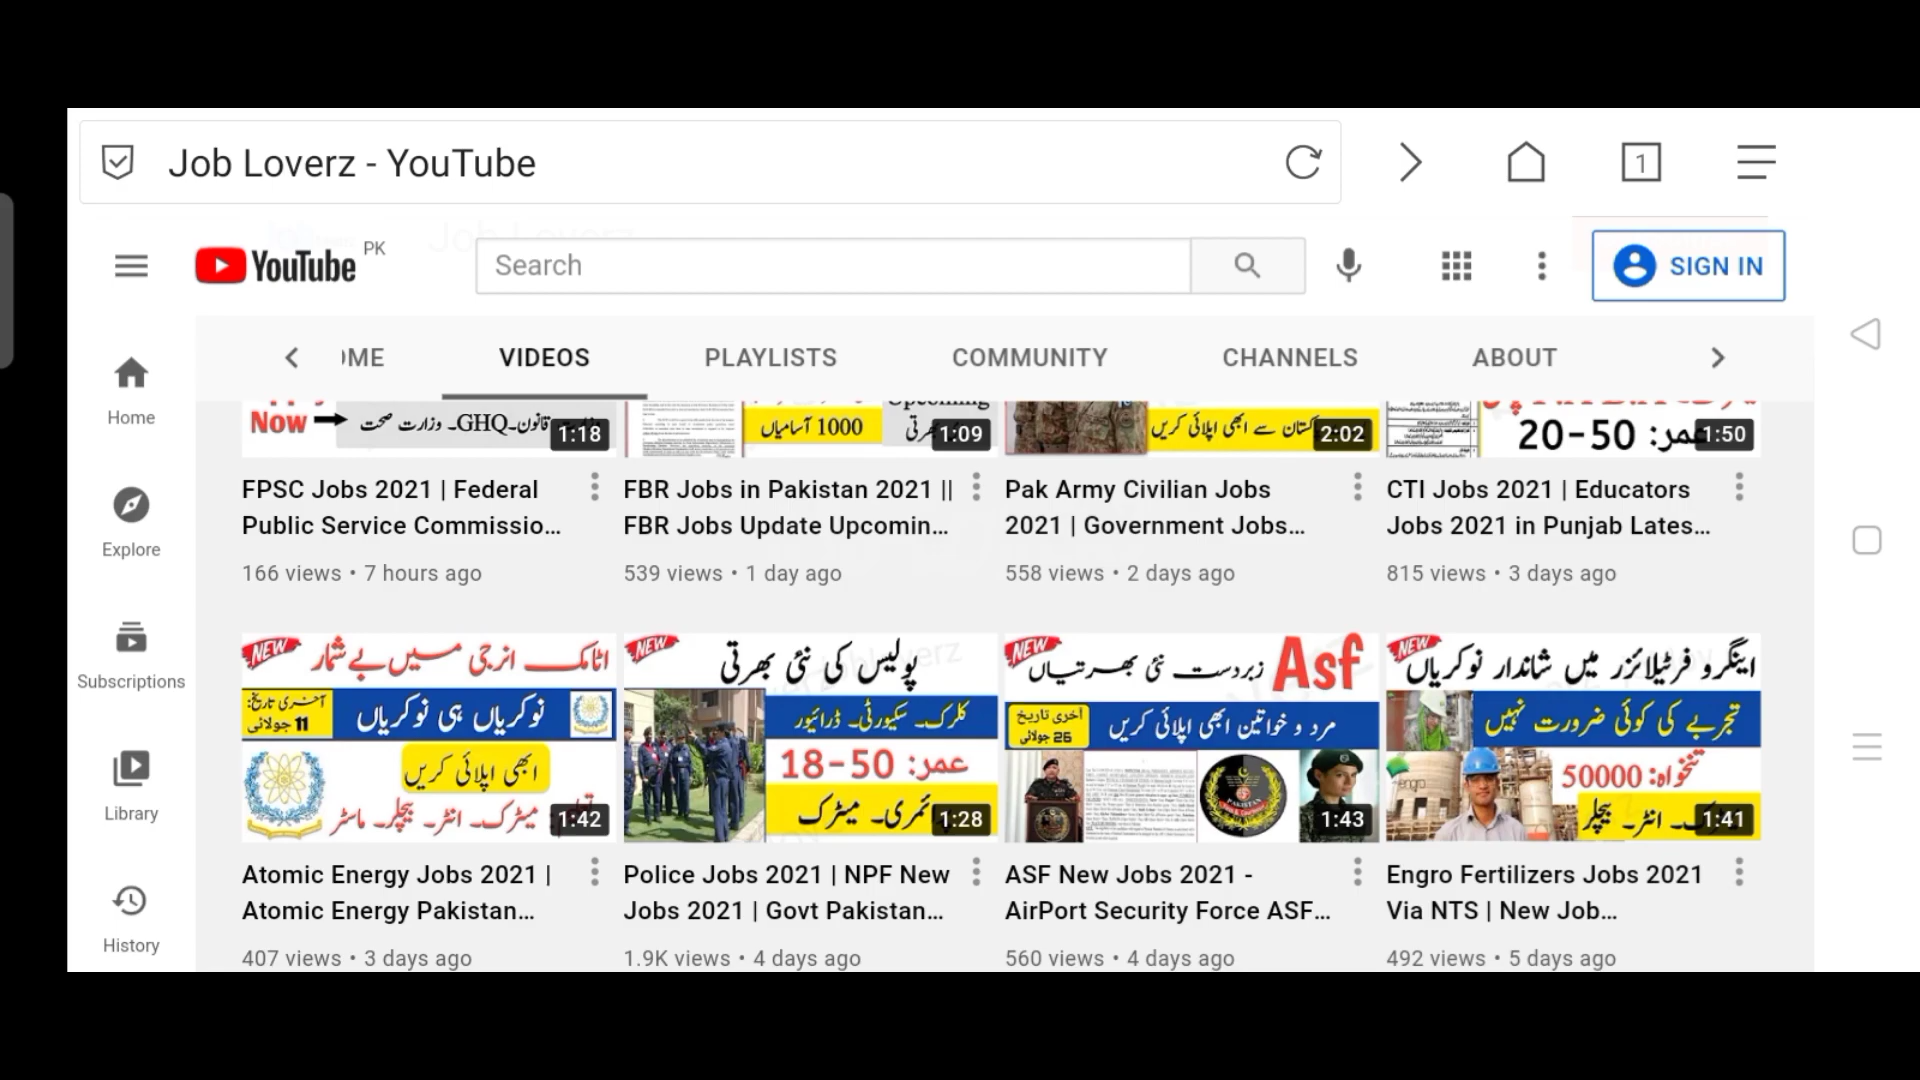 Job Loverz - YouTube
1
YouTube PK
Search
SIGN IN
OME
VIDEOS
PLAYLISTS
COMMUNITY
CHANNELS
ABOUT
Home
Explore
Subscriptions
Library
History
Now
قانون۔GHQ۔ وزارت صحت
1:18
1000 آسامیاں
Upcoming
1:09
پاکستان سے ابھی اپلائی کریں
2:02
عمر: 50-20
1:50
FPSC Jobs 2021 | Federal
Public Service Commissio...
166 views • 7 hours ago
FBR Jobs in Pakistan 2021 ||
FBR Jobs Update Upcomin...
539 views • 1 day ago
Pak Army Civilian Jobs
2021 | Government Jobs...
558 views • 2 days ago
CTI Jobs 2021 | Educators
Jobs 2021 in Punjab Lates...
815 views • 3 days ago
NEW
اٹامک انرجی میں بے شمار
آخری تاریخ:
11 جولائی
نوکریاں ہی نوکریاں
ابھی اپلائی کریں
میٹرک۔ انٹر۔ بیچلر۔ ماسٹر
1:42
NEW
پولیس کی نئی بھرتی
کلرک۔ سکیورٹی۔ ڈرائیور
عمر: 50-18
پرائمری۔ میٹرک
1:28
NEW
زبردست نئی بھرتیاں Asf
آخری تاریخ
26 جولائی
مرد و خواتین ابھی اپلائی کریں
1:43
NEW
اینگرو فرٹیلائزر میں شاندار نوکریاں
تجربے کی کوئی ضرورت نہیں
تنخواہ: 50000
میٹرک۔ انٹر۔ بیچلر
1:41
Atomic Energy Jobs 2021 |
Atomic Energy Pakistan...
407 views • 3 days ago
Police Jobs 2021 | NPF New
Jobs 2021 | Govt Pakistan...
1.9K views • 4 days ago
ASF New Jobs 2021 -
AirPort Security Force ASF...
560 views • 4 days ago
Engro Fertilizers Jobs 2021
Via NTS | New Job...
492 views • 5 days ago